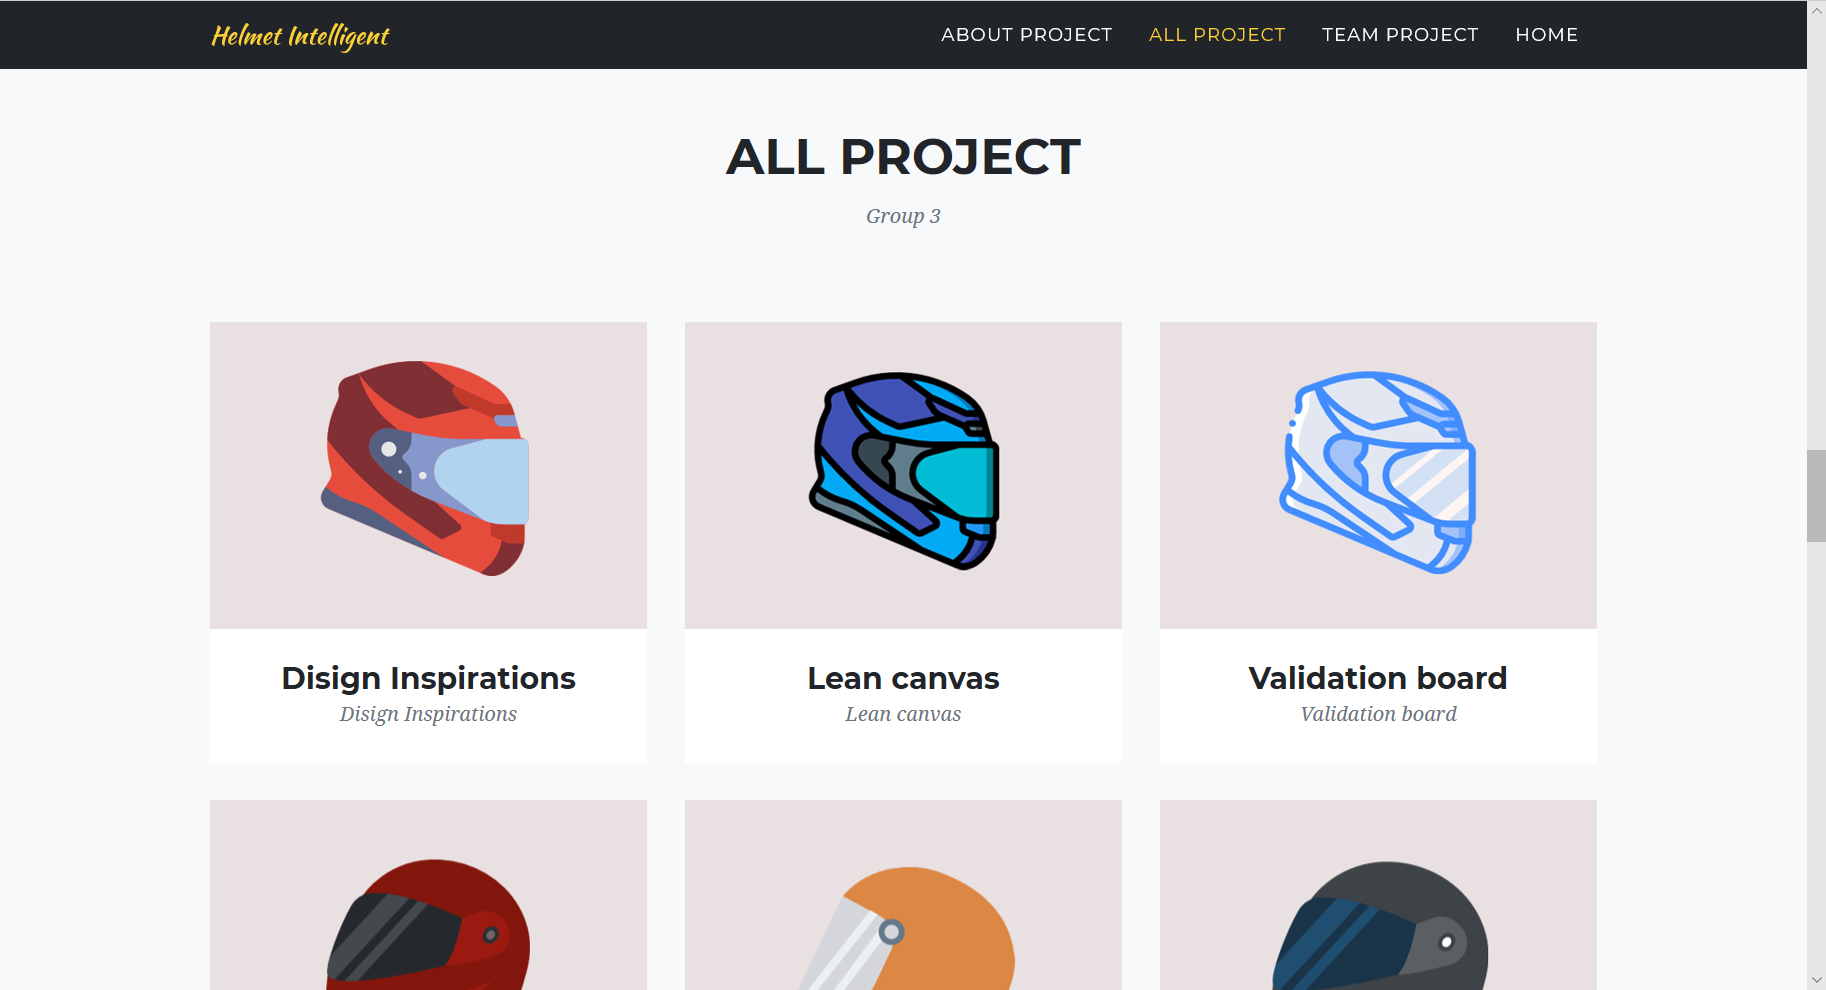 Helmet Intelligent
ABOUT PROJECT
ALL PROJECT
TEAM PROJECT
HOME
ALL PROJECT
Group 3
Disign Inspirations
Disign Inspirations
Lean canvas
Lean canvas
Validation board
Validation board